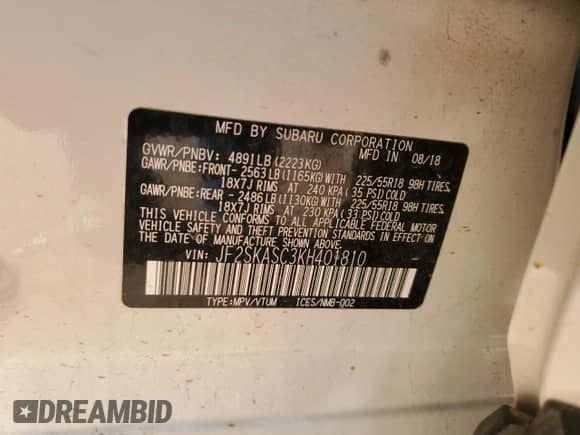 MFD BY SUBARU CORPORATION
GVWR/PNBV: 4891LB (2223KG) MFD IN 08/18
GAWR/PNBE:FRONT- 2563LB(1165KG)WITH 225/55R18 98H TIRES
18X7J RIMS AT 240 KPA(35 PSI)COLD
GAWR/PNBE:REAR - 2486LB(1130KG)WITH 225/55R18 98H TIRES
18X7J RIMS AT 230 KPA(33 PSI)COLD
THIS VEHICLE CONFORMS TO ALL APPLICABLE FEDERAL MOTOR
VEHICLE SAFETY AND THEFT PREVENTION STANDARDS IN EFFECT ON
THE DATE OF MANUFACTURE SHOWN ABOVE.
VIN: JF2SKASC3KH401810
TYPE:MPV/VTUM ICES/NMB-002
DREAMBID